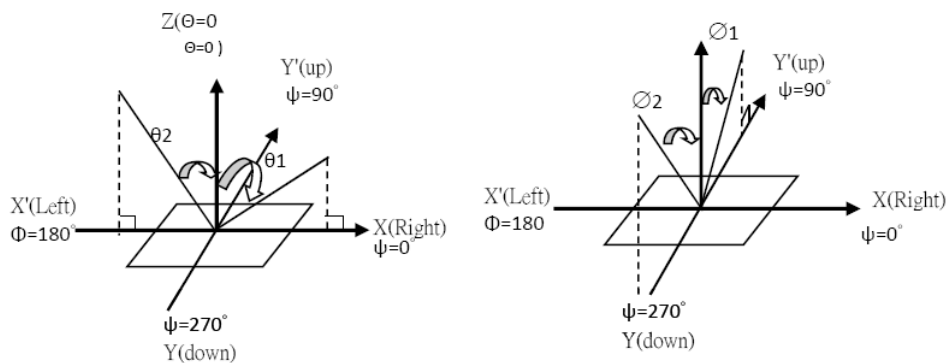 Z(Θ=0
Θ=0 )
Y'(up)
ψ=90°
θ2
θ1
X'(Left)
Φ=180°
X(Right)
ψ=0°
ψ=270°
Y(down)
∅1
Y'(up)
ψ=90°
∅2
X'(Left)
Φ=180
X(Right)
ψ=0°
ψ=270°
Y(down)